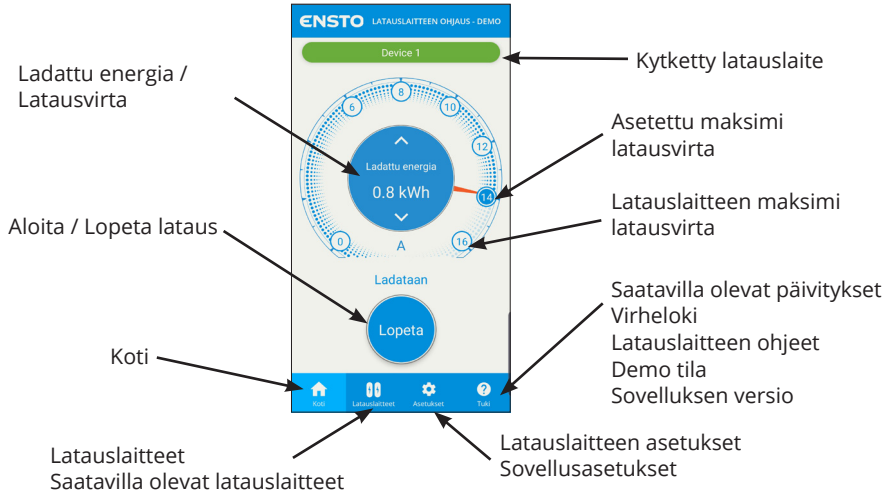 ENSTO LATAUSLAITTEEN OHJAUS - DEMO
Device 1
Kytketty latauslaite
Ladattu energia /
Latausvirta
0
6
8
10
12
14
16
A
Ladattu energia
0.8 kWh
Asetettu maksimi
latausvirta
Latauslaitteen maksimi
latausvirta
Aloita / Lopeta lataus
Ladataan
Lopeta
Saatavilla olevat päivitykset
Virheloki
Latauslaitteen ohjeet
Demo tila
Sovelluksen versio
Koti
Koti
Latauslaitteet
Asetukset
?
Tuki
Latauslaitteet
Saatavilla olevat latauslaitteet
Latauslaitteen asetukset
Sovellusasetukset